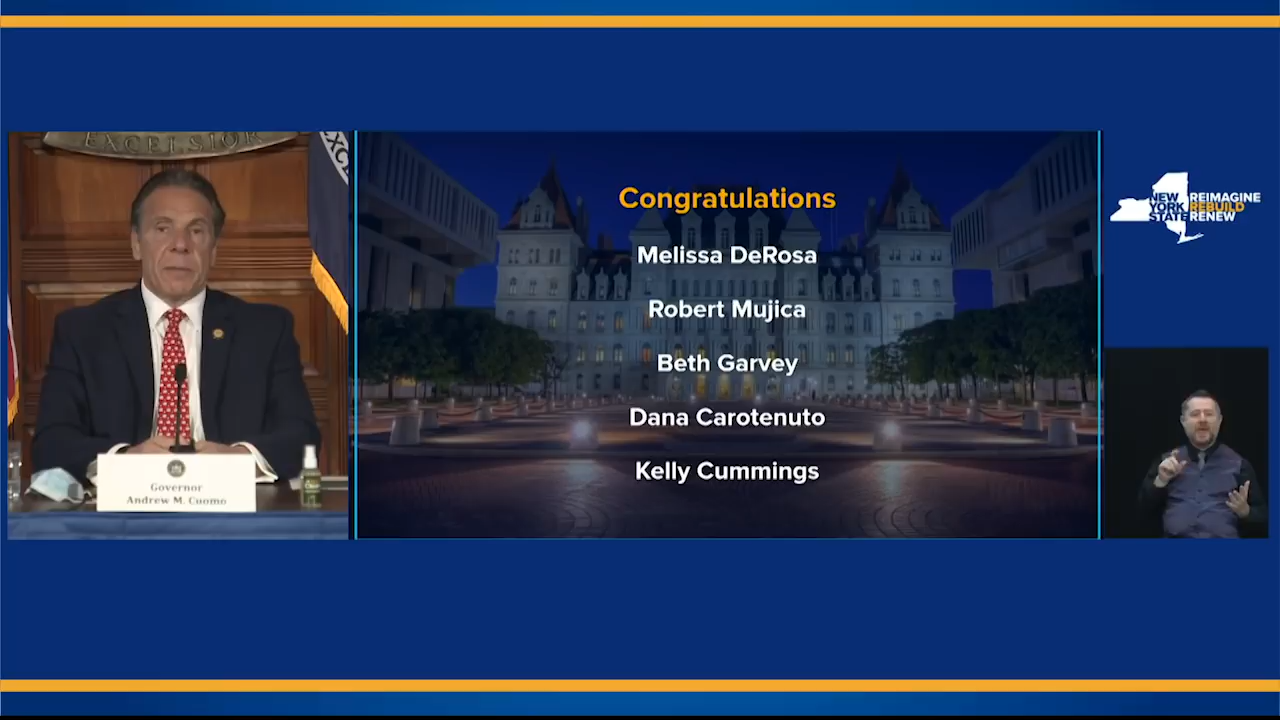 EXCELSIOR
EXC
Governor
Andrew M. Cuomo
Congratulations
Melissa DeRosa
Robert Mujica
Beth Garvey
Dana Carotenuto
Kelly Cummings
NEW
YORK
STATE
REIMAGINE
REBUILD
RENEW